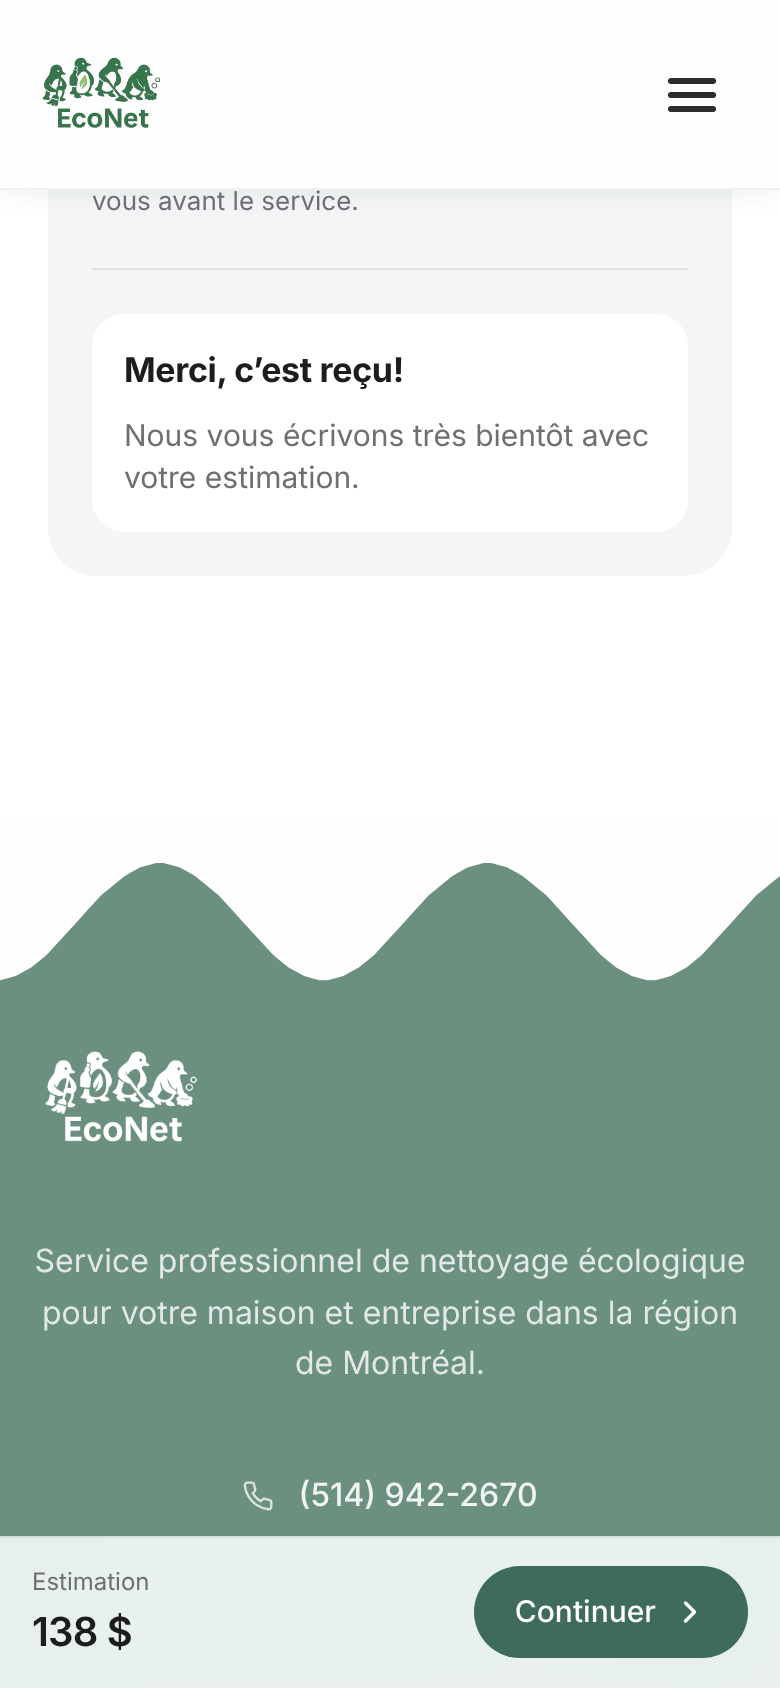 EcoNet
vous avant le service.
Merci, c’est reçu!
Nous vous écrivons très bientôt avec
votre estimation.
EcoNet
Service professionnel de nettoyage écologique
pour votre maison et entreprise dans la région
de Montréal.
(514) 942-2670
Estimation
138 $
Continuer